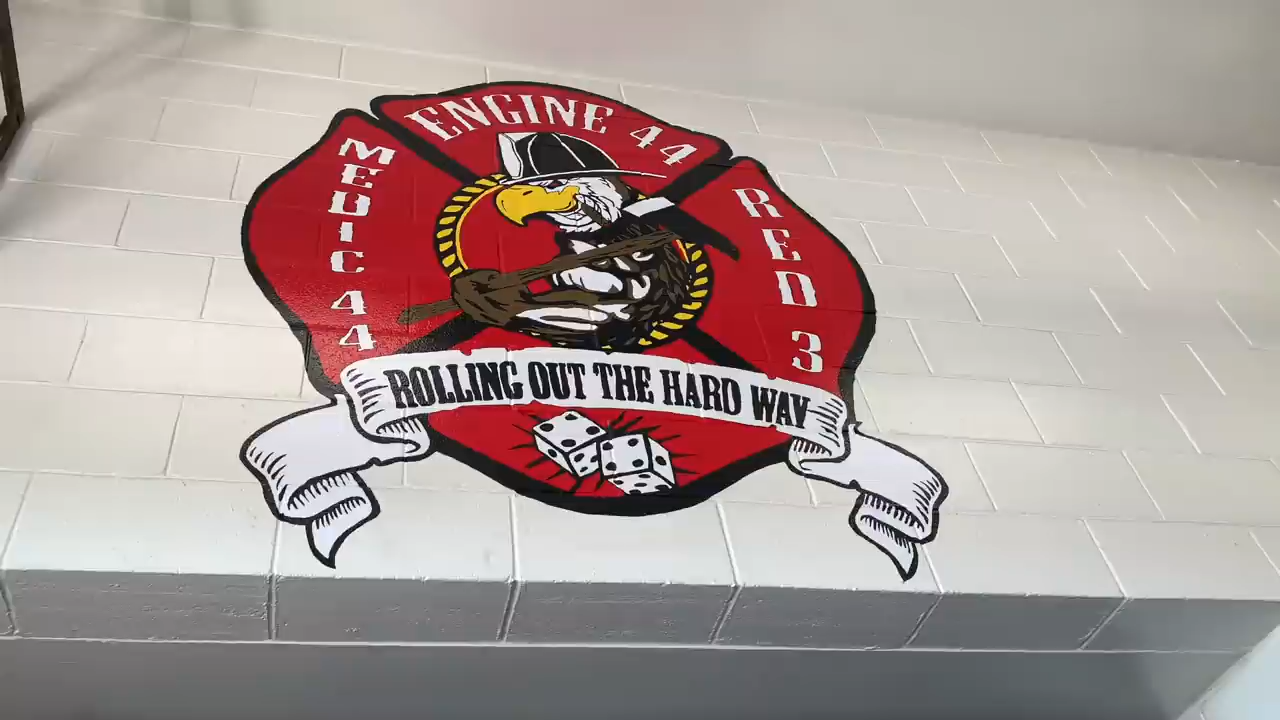 ENGINE 44
MEDIC 44
RED 3
ROLLING OUT THE HARD WAY